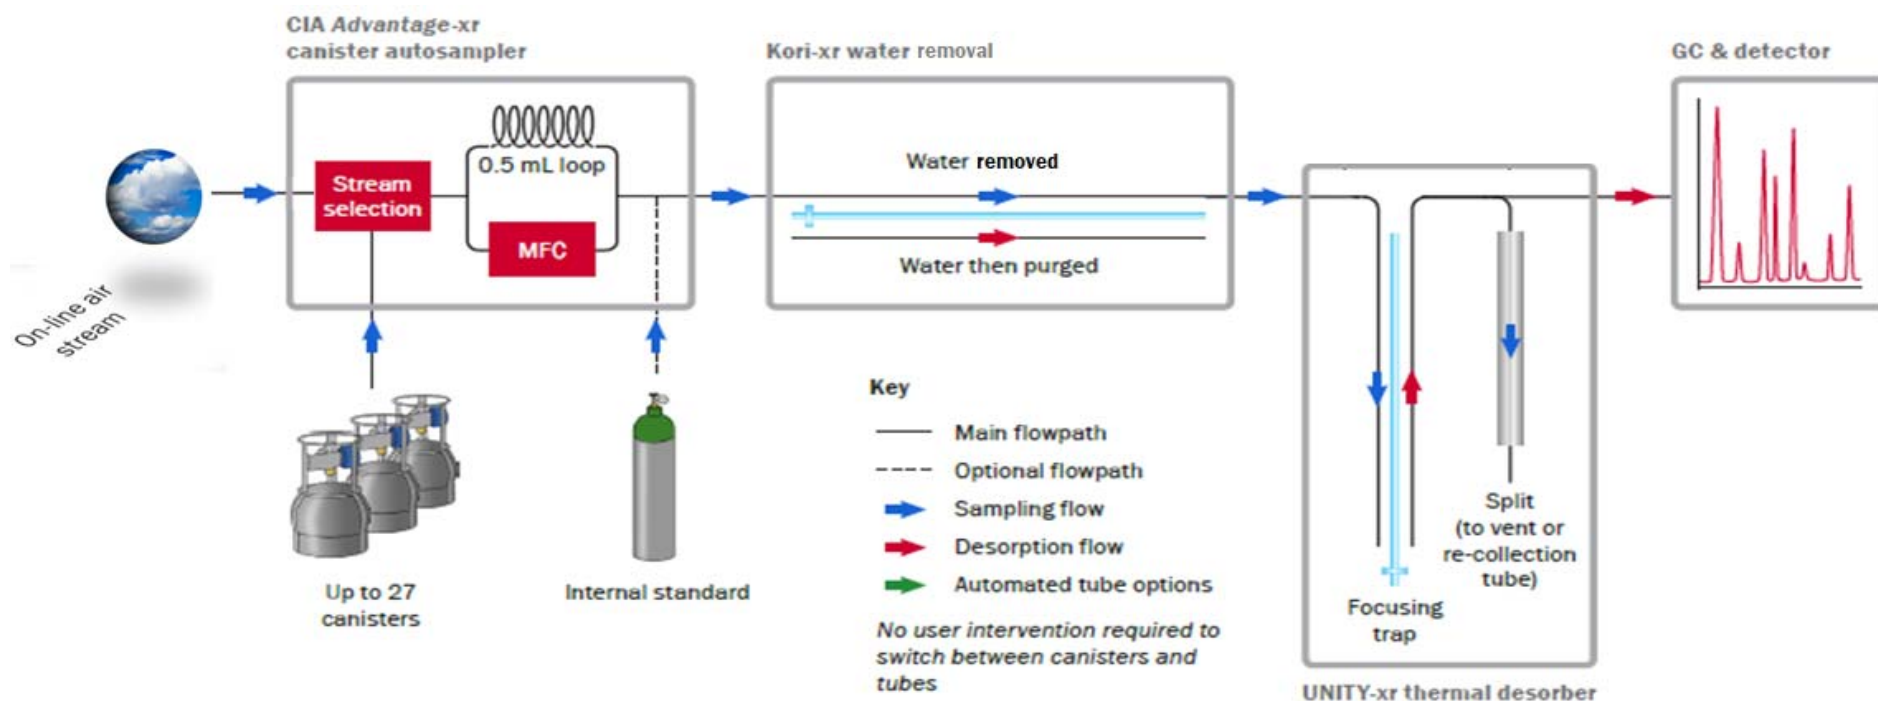 CIA Advantage-xr
canister autosampler
Kori-xr water removal
GC & detector
Stream
selection
0.5 mL loop
MFC
Water removed
Water then purged
On-line air
stream
Up to 27
canisters
Internal standard
Key
Main flowpath
Optional flowpath
Sampling flow
Desorption flow
Automated tube options
No user intervention required to
switch between canisters and
tubes
Split
(to vent or
re-collection
tube)
Focusing
trap
UNITY-xr thermal desorber